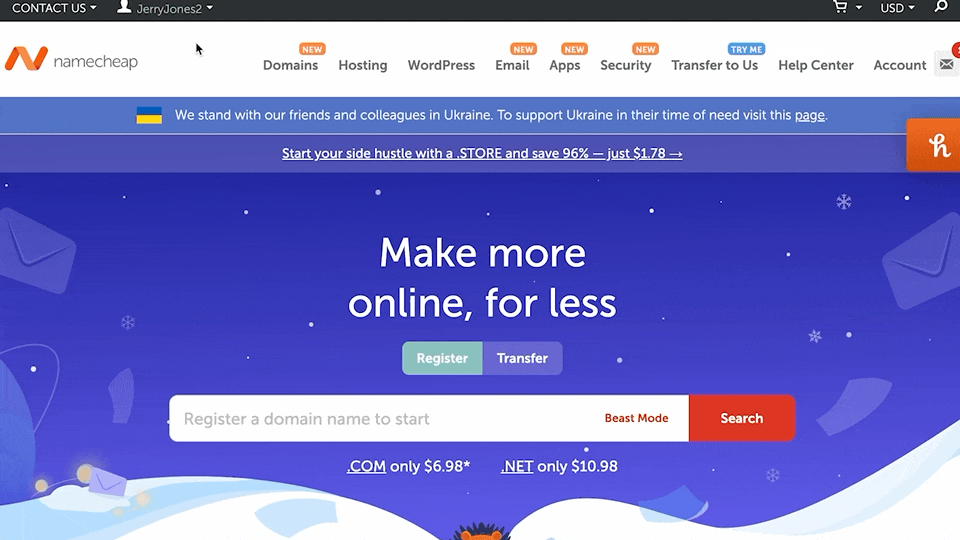 CONTACT US
JerryJones2
USD
namecheap
NEW
NEW
NEW
NEW
TRY ME
Domains
Hosting
WordPress
Email
Apps
Security
Transfer to Us
Help Center
Account
We stand with our friends and colleagues in Ukraine. To support Ukraine in their time of need visit this page.
Start your side hustle with a .STORE and save 96% — just $1.78 →
h
Make more
online, for less
Register
Transfer
Register a domain name to start
Beast Mode
Search
.COM only $6.98*
.NET only $10.98